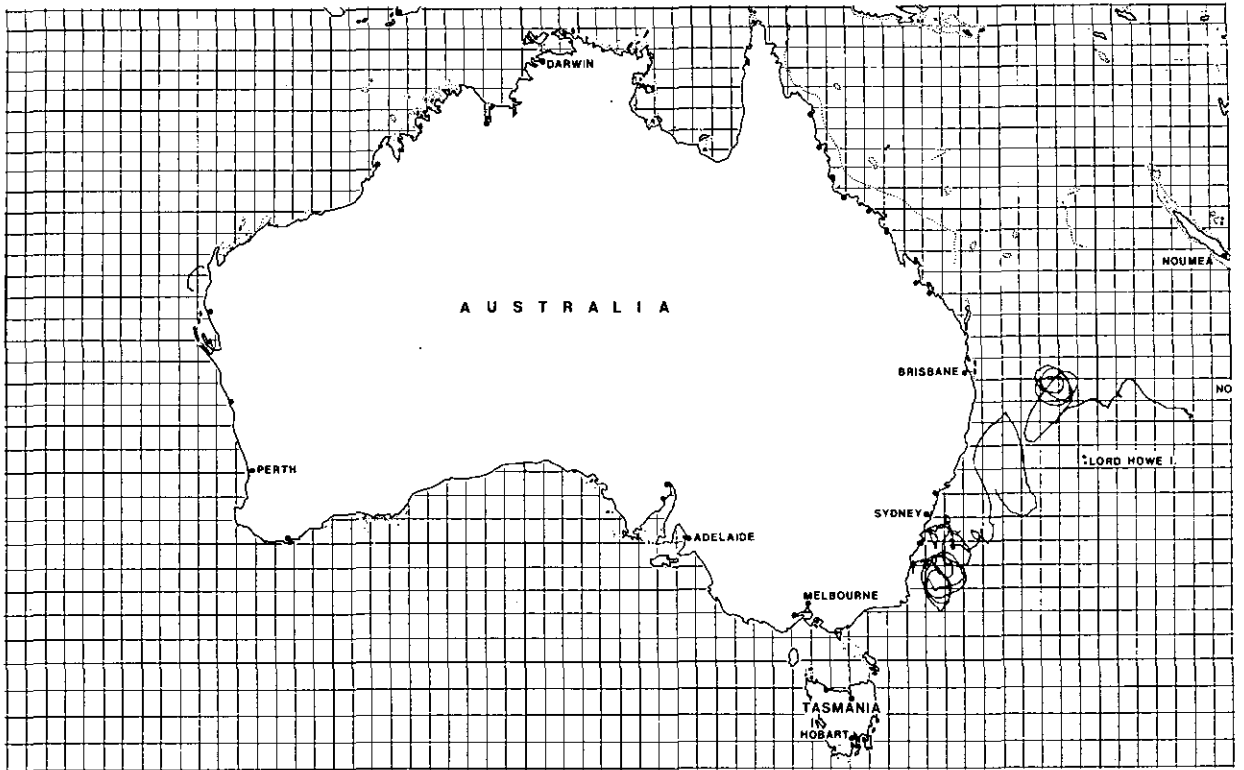 DARWIN
NOUMEA
AUSTRALIA
BRISBANE
NO
LORD HOWE I.
PERTH
SYDNEY
ADELAIDE
MELBOURNE
TASMANIA
HOBART